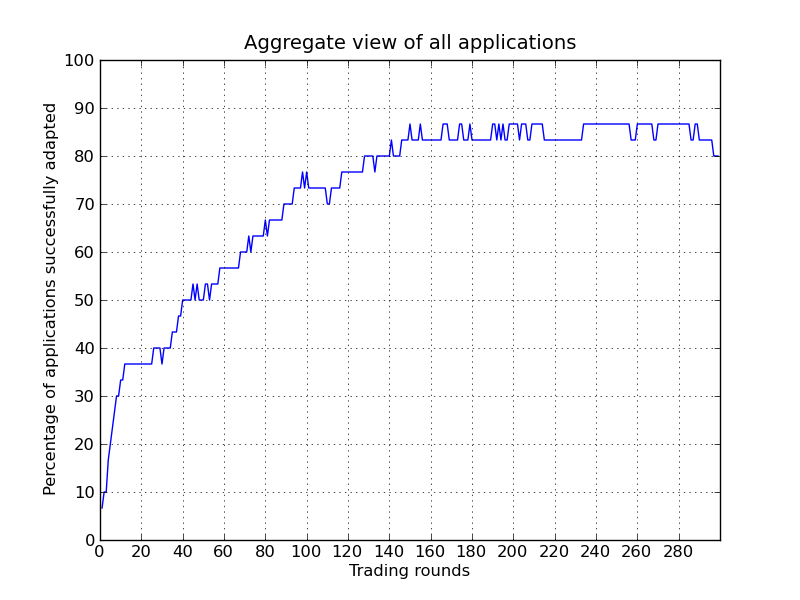 Aggregate view of all applications
100
90
80
70
60
50
40
30
20
10
0
Percentage of applications successfully adapted
0 20 40 60 80 100 120 140 160 180 200 220 240 260 280
Trading rounds